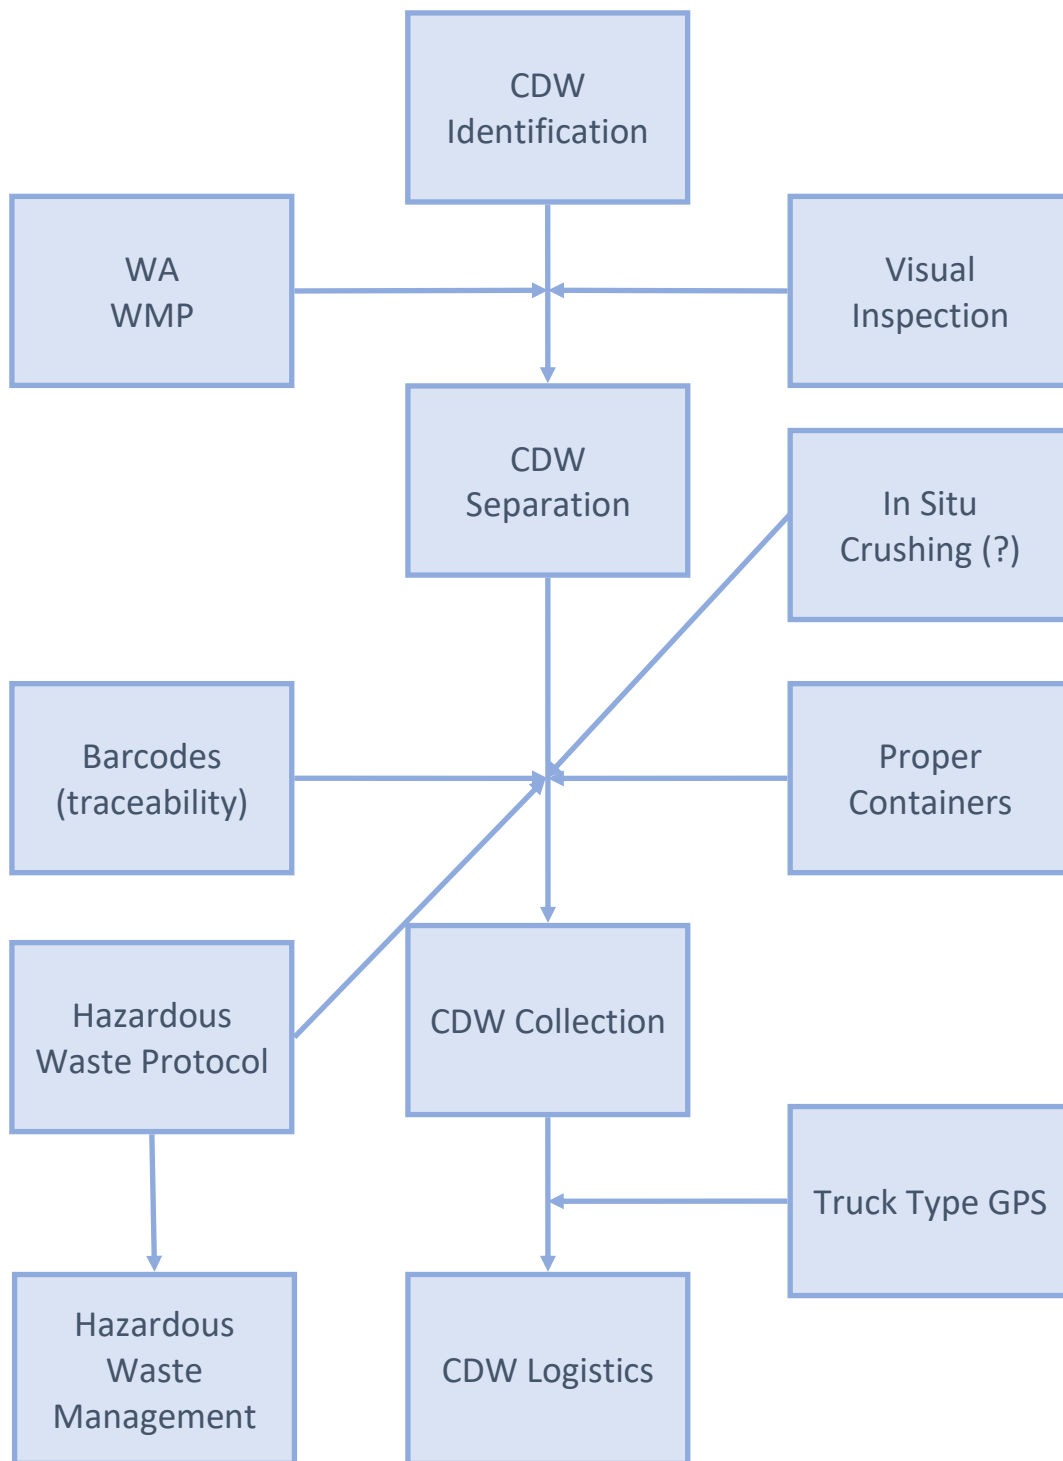 CDW
Identification
WA
WMP
Visual
Inspection
CDW
Separation
In Situ
Crushing (?)
Barcodes
(traceability)
Proper
Containers
Hazardous
Waste Protocol
CDW Collection
Truck Type GPS
Hazardous
Waste
Management
CDW Logistics